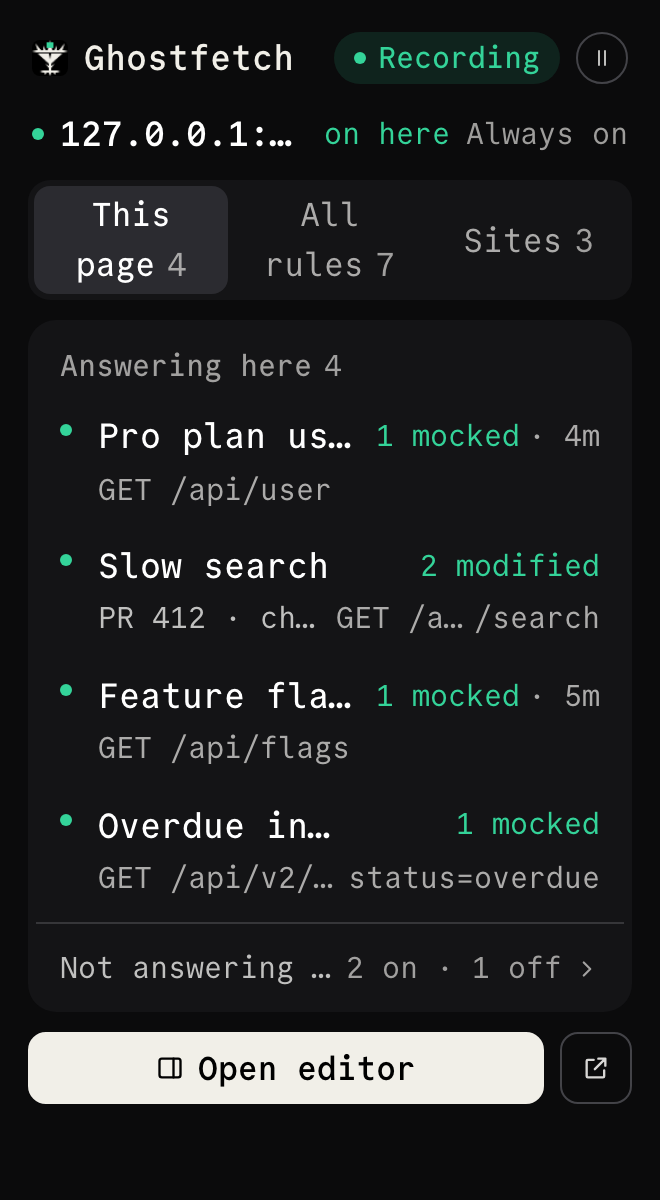 Ghostfetch Recording
127.0.0.1:… on here Always on
This page 4 All rules 7 Sites 3
Answering here 4
Pro plan us… 1 mocked · 4m
GET /api/user
Slow search 2 modified
PR 412 · ch… GET /a… /search
Feature fla… 1 mocked · 5m
GET /api/flags
Overdue in… 1 mocked
GET /api/v2/… status=overdue
Not answering … 2 on · 1 off
Open editor